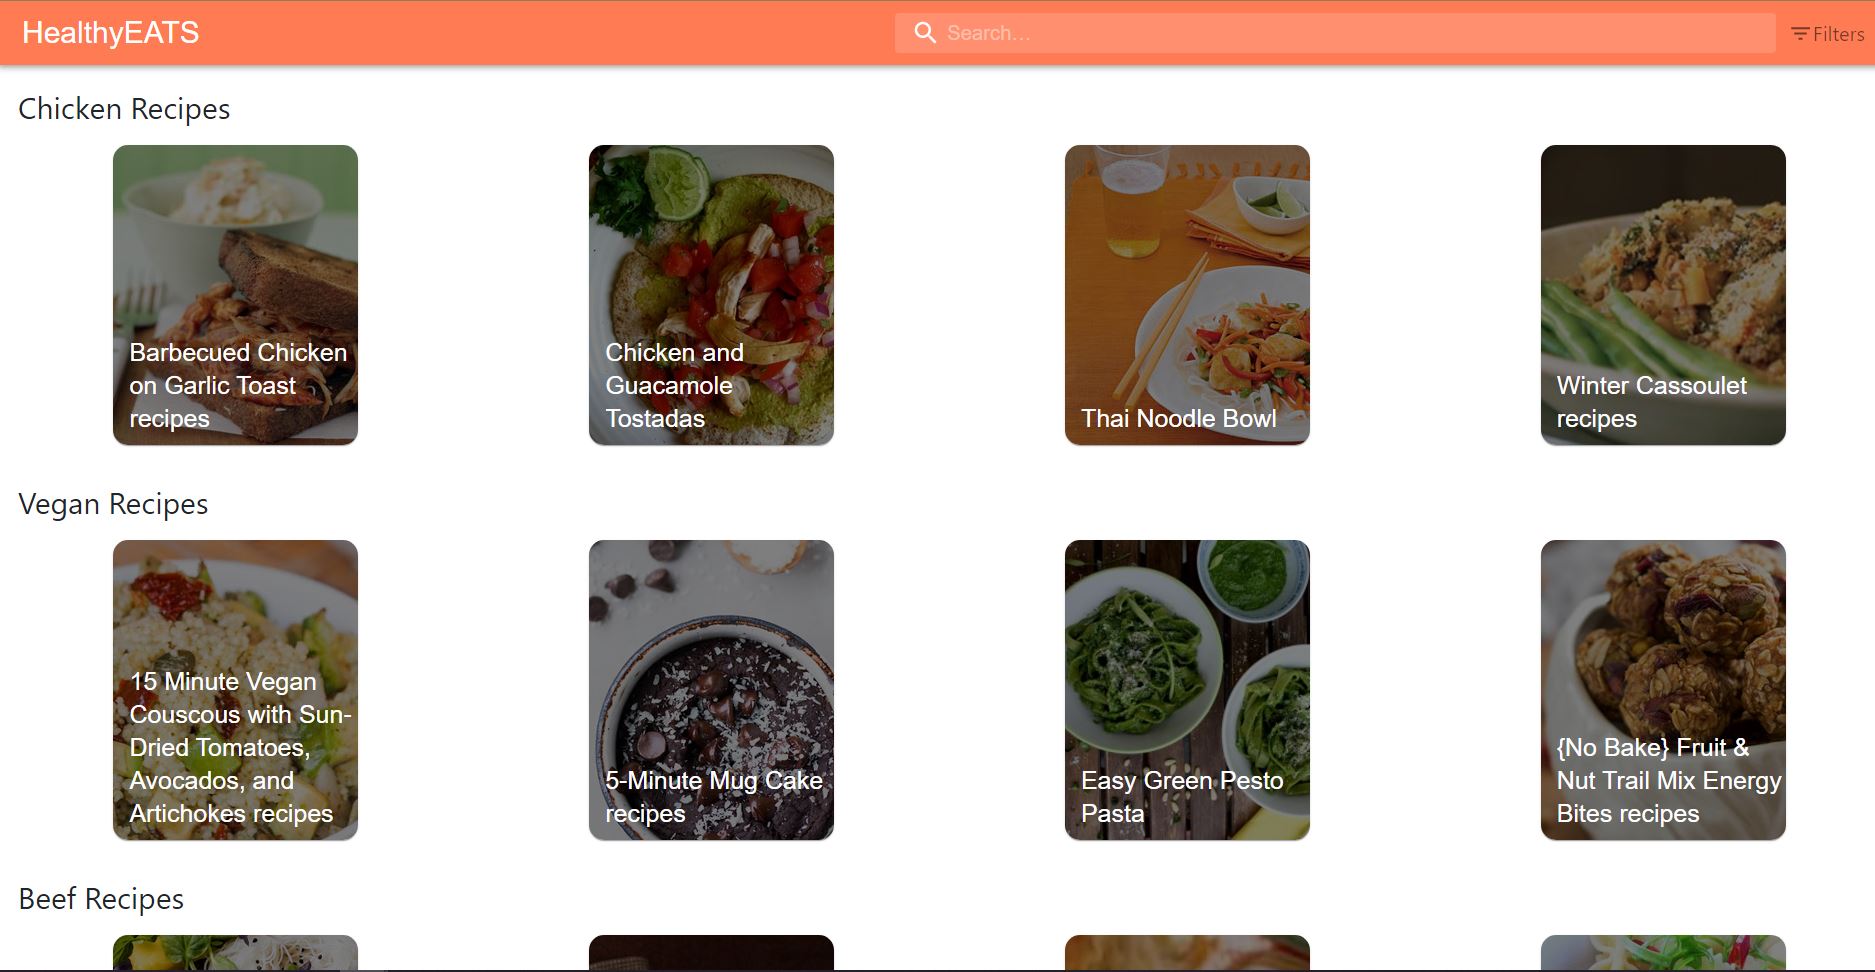 HealthyEATS
Search...
Filters
Chicken Recipes
Barbecued Chicken
on Garlic Toast
recipes
Chicken and
Guacamole
Tostadas
Thai Noodle Bowl
Winter Cassoulet
recipes
Vegan Recipes
15 Minute Vegan
Couscous with Sun-
Dried Tomatoes,
Avocados, and
Artichokes recipes
5-Minute Mug Cake
recipes
Easy Green Pesto
Pasta
{No Bake} Fruit &
Nut Trail Mix Energy
Bites recipes
Beef Recipes